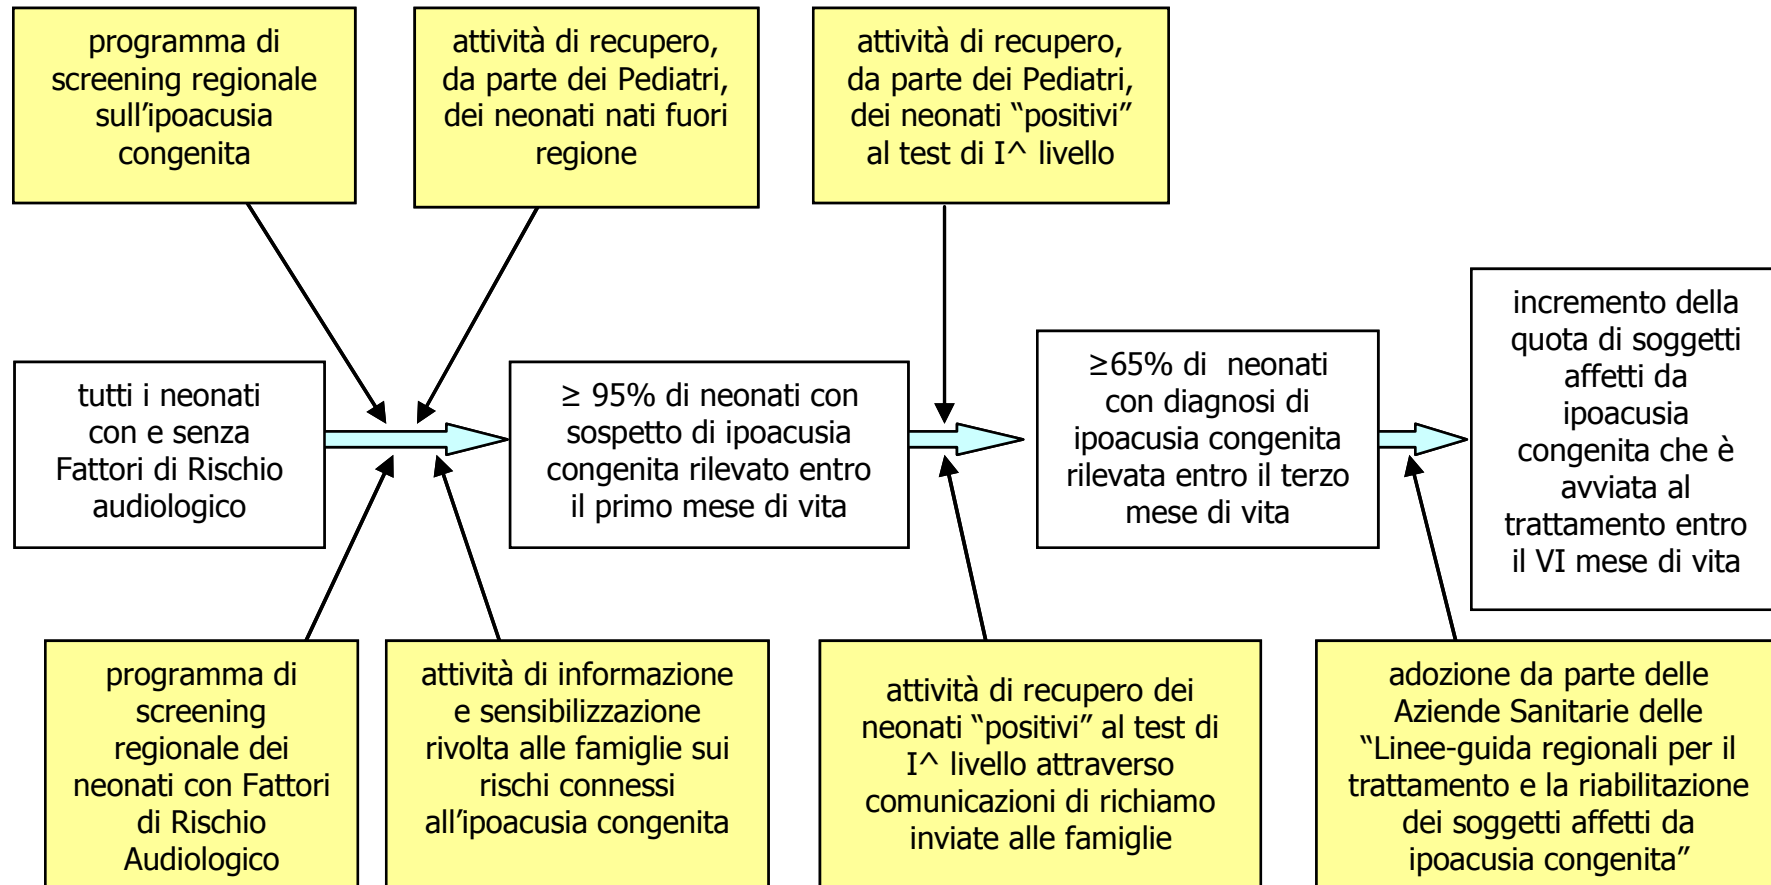 programma di
screening regionale
sull'ipoacusia
congenita
attività di recupero,
da parte dei Pediatri,
dei neonati nati fuori
regione
attività di recupero,
da parte dei Pediatri,
dei neonati “positivi”
al test di I^ livello
tutti i neonati
con e senza
Fattori di Rischio
audiologico
≥ 95% di neonati con
sospetto di ipoacusia
congenita rilevato entro
il primo mese di vita
≥65% di neonati
con diagnosi di
ipoacusia congenita
rilevata entro il terzo
mese di vita
incremento della
quota di soggetti
affetti da
ipoacusia
congenita che è
avviata al
trattamento entro
il VI mese di vita
programma di
screening
regionale dei
neonati con Fattori
di Rischio
Audiologico
attività di informazione
e sensibilizzazione
rivolta alle famiglie sui
rischi connessi
all'ipoacusia congenita
attività di recupero dei
neonati “positivi” al test di
I^ livello attraverso
comunicazioni di richiamo
inviate alle famiglie
adozione da parte delle
Aziende Sanitarie delle
“Linee-guida regionali per il
trattamento e la riabilitazione
dei soggetti affetti da
ipoacusia congenita”